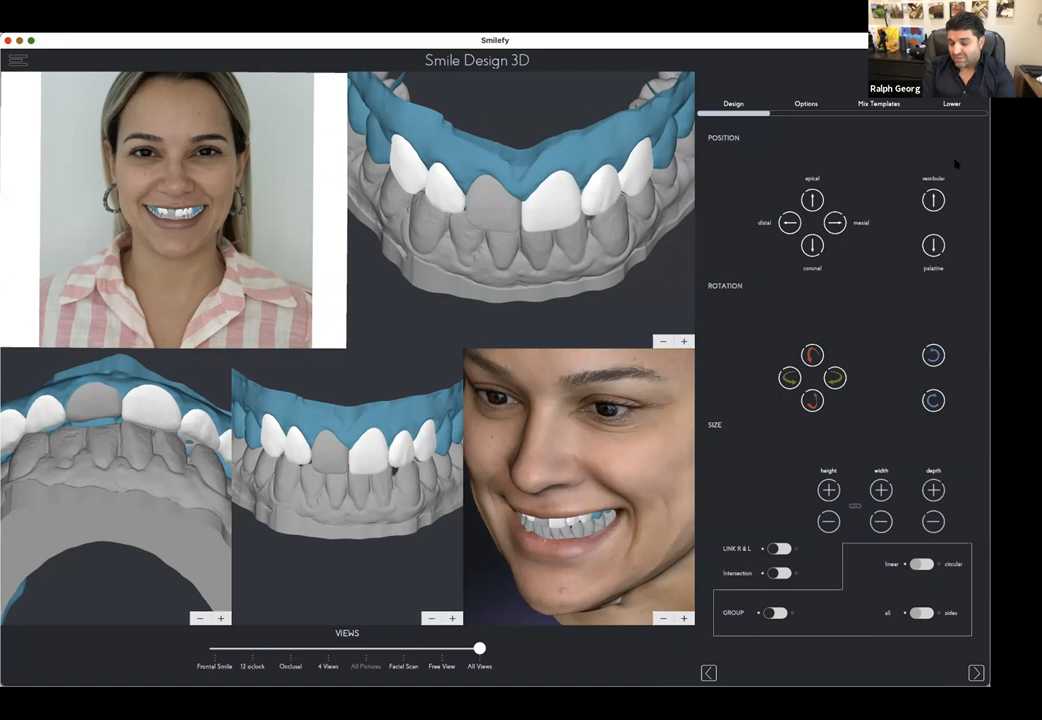 Smilefy
Smile Design 3D
Ralph Georg
Design
Options
Mix Templates
Lower
POSITION
apical
vestibular
distal
mesial
coronal
palatine
ROTATION
SIZE
height
width
depth
LINK R & L
Intersection
linear
circular
GROUP
all
sides
VIEWS
Frontal Smile
12 o'clock
Occlusal
4 Views
All Pictures
Facial Scan
Free View
All Views